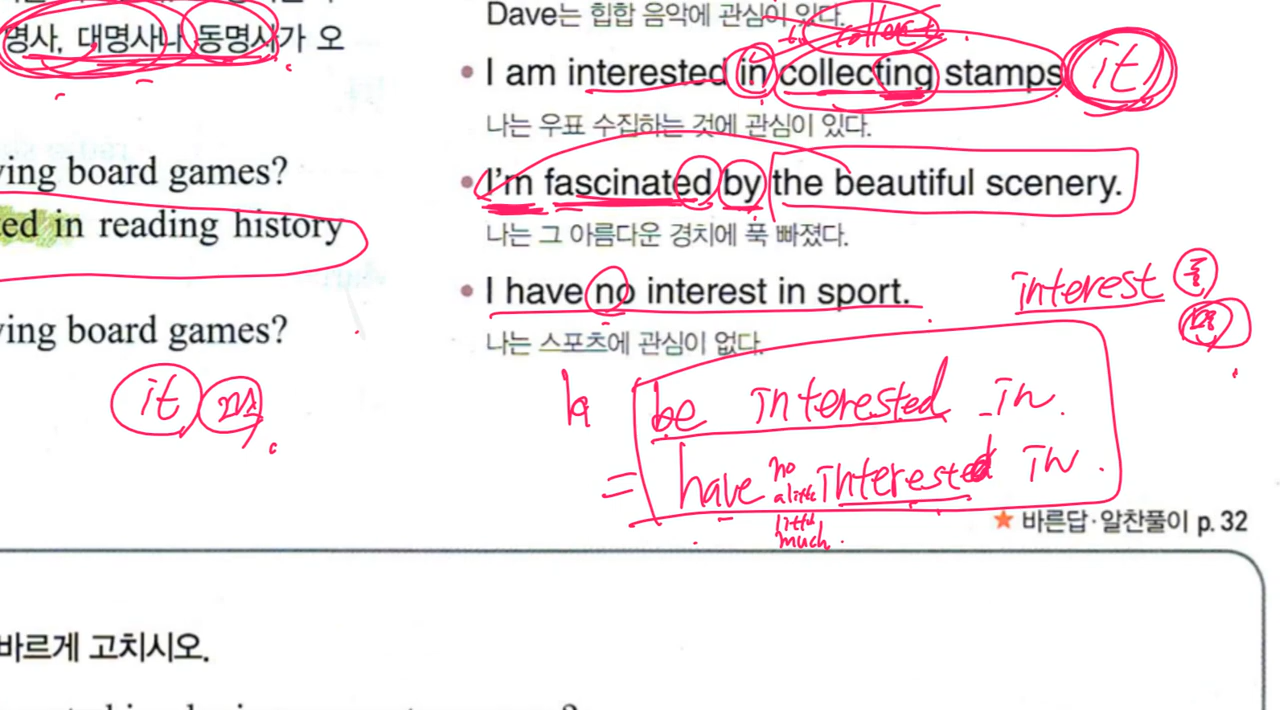 Dave는 힙합 음악에 관심이 있다.
명사, 대명사나 동명사가 오
collect
I am interested in collecting stamps
it
나는 우표 수집하는 것에 관심이 있다.
ving board games?
I'm fascinated by the beautiful scenery.
ted in reading history
나는 그 아름다운 경치에 푹 빠졌다.
I have no interest in sport.
interest 동
명
ving board games?
나는 스포츠에 관심이 없다.
it
be interested in
= have no interested in
a little
little
much
★ 바른답·알찬풀이 p. 32
바르게 고치시오.